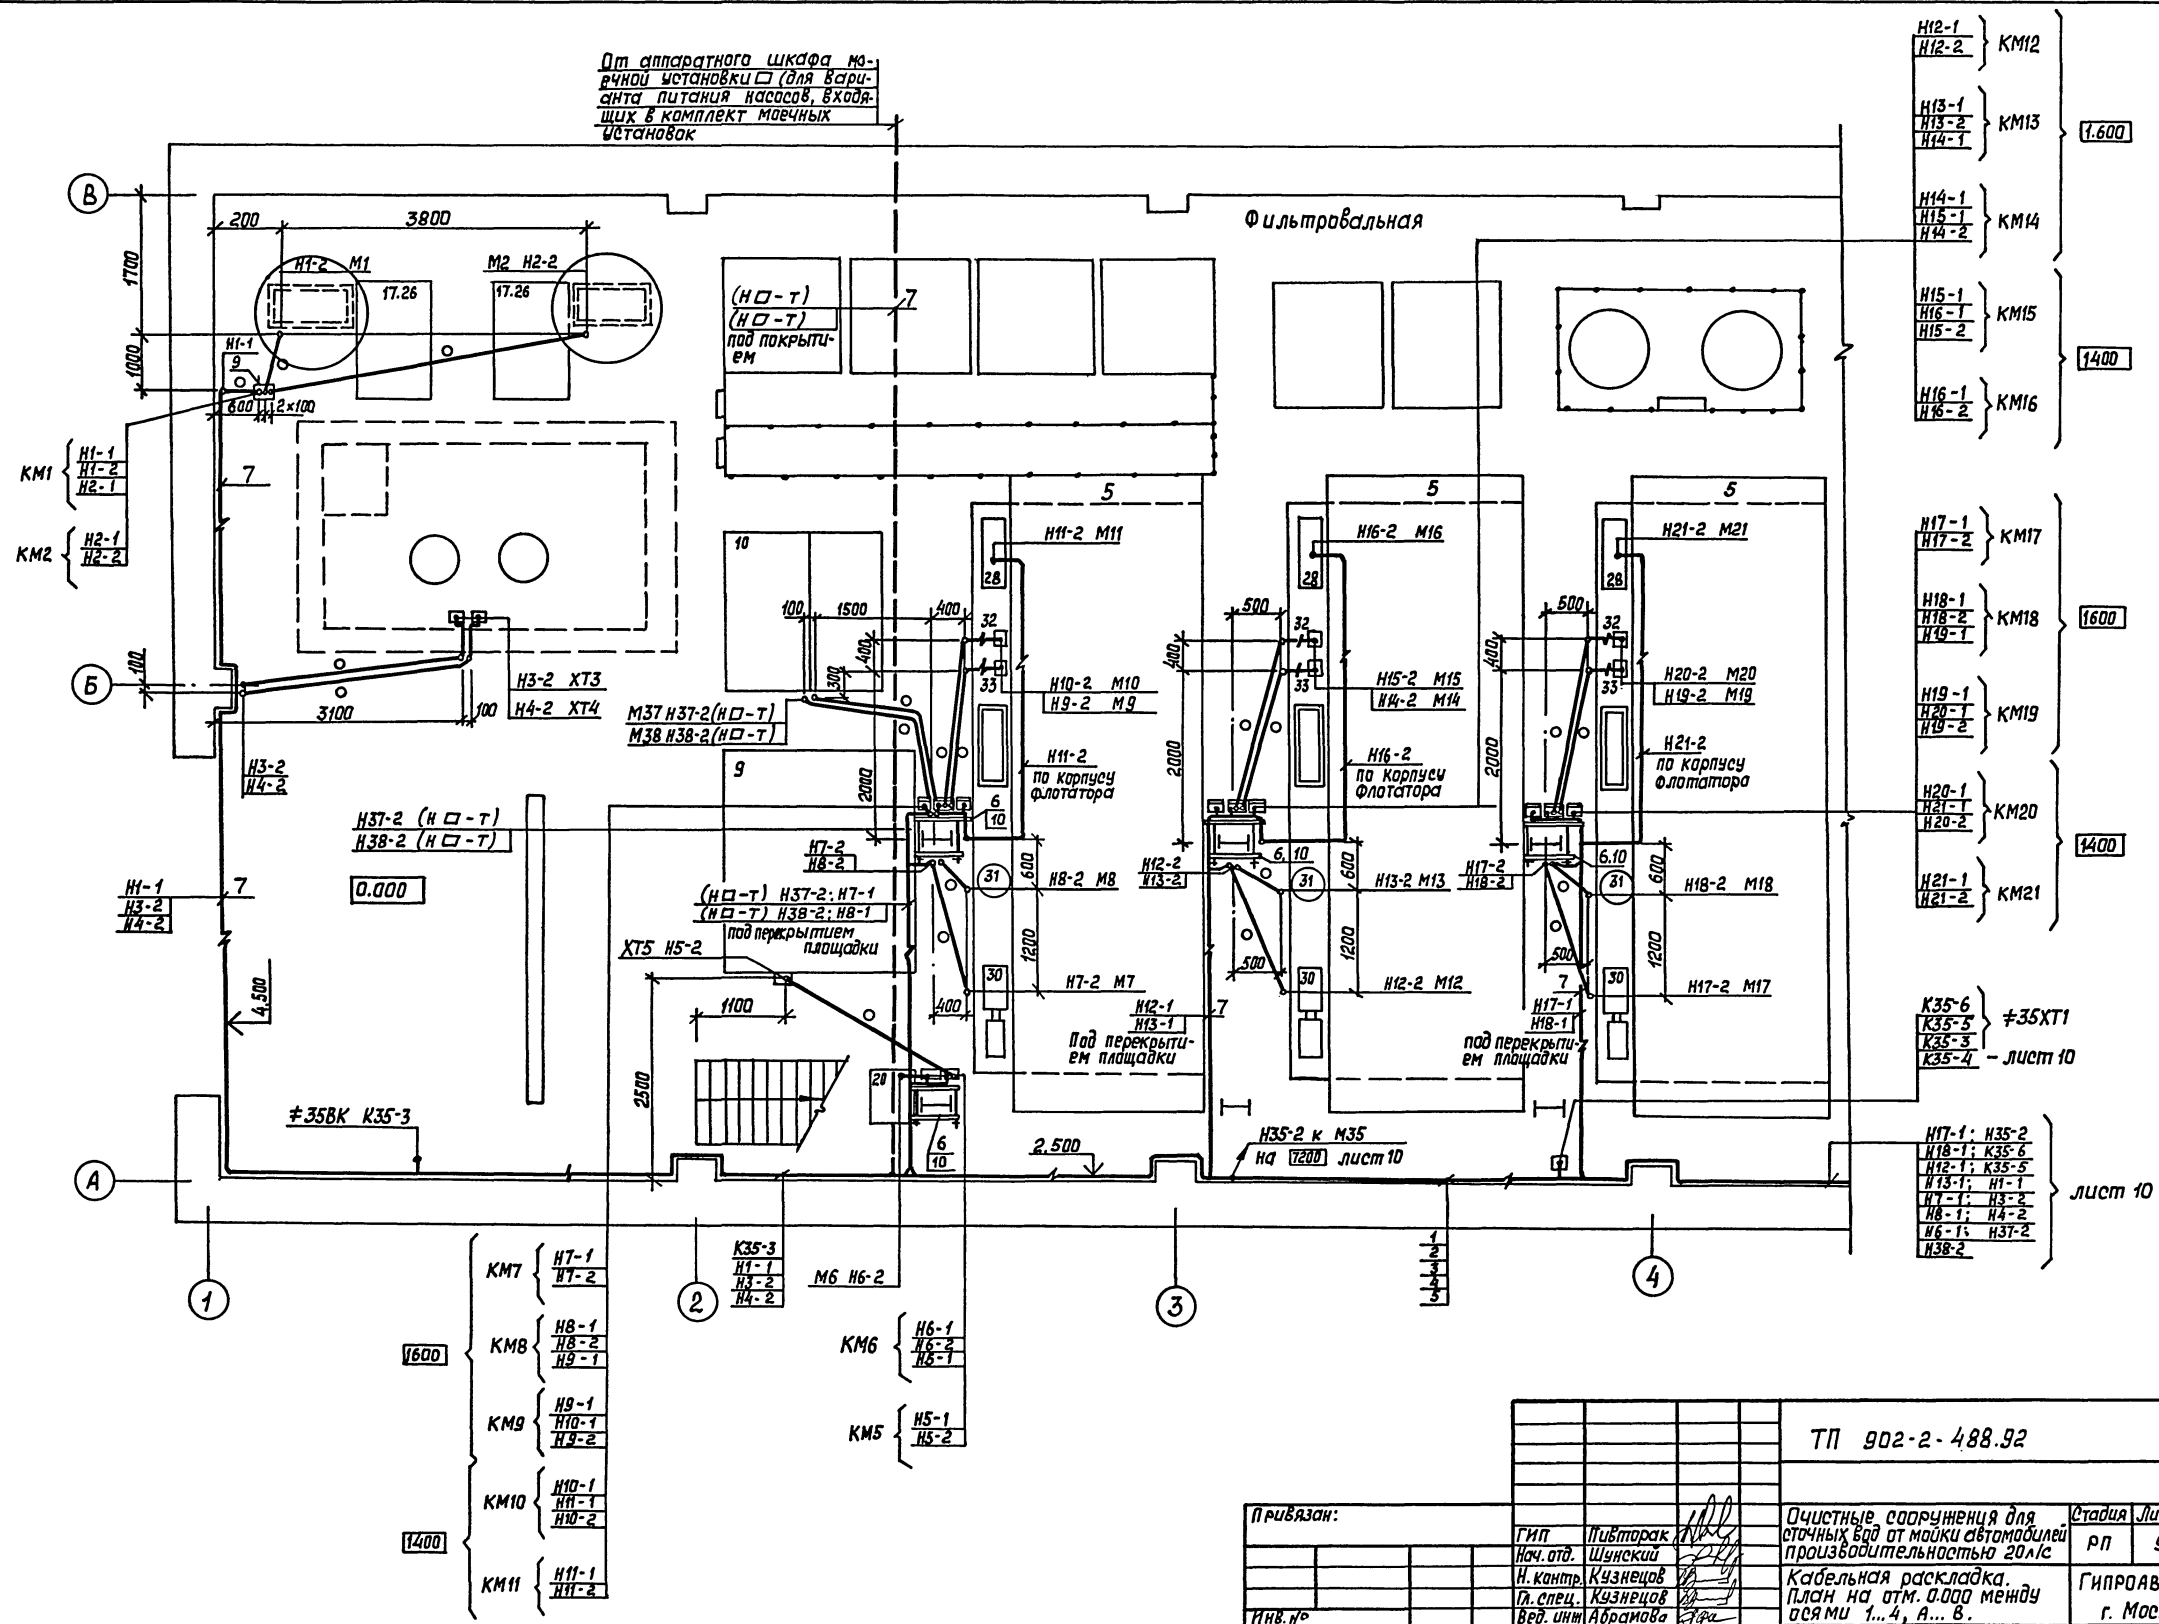 От аппаратного шкафа мо-
ечной установки □ (для вари-
анта питания насосов, входя-
щих в комплект моечных
установок
Н12-1
Н12-2
КМ12
Н13-1
Н13-2
Н14-1
КМ13
1.600
Н14-1
Н15-1
Н14-2
КМ14
Н15-1
Н16-1
Н15-2
КМ15
1400
Н16-1
Н16-2
КМ16
В
200
3800
1700
1000
Н1-2 М1
М2 Н2-2
17.26
17.26
Н1-1
9
600
2×100
Фильтровальная
(Н□-Т)
(Н□-Т)
7
под покрыти-
ем
КМ1
Н1-1
Н1-2
Н2-1
7
КМ2
Н2-1
Н2-2
10
5
5
5
Н11-2 М11
Н16-2 М16
Н21-2 М21
28
28
28
Н17-1
Н17-2
КМ17
Н18-1
Н18-2
Н19-1
КМ18
1600
Н19-1
Н20-1
Н19-2
КМ19
Н20-1
Н21-1
Н20-2
КМ20
1400
Н21-1
Н21-2
КМ21
100
1500
400
32
400
33
300
500
32
400
33
500
32
400
33
Б
100
3100
100
Н3-2 ХТ3
Н4-2 ХТ4
Н3-2
Н4-2
М37 Н37-2(Н□-Т)
М38 Н38-2(Н□-Т)
Н10-2 М10
Н9-2 М9
Н15-2 М15
Н14-2 М14
Н20-2 М20
Н19-2 М19
9
2000
2000
2000
Н11-2
по корпусу
флотатора
Н16-2
по корпусу
флотатора
Н21-2
по корпусу
флотатора
Н37-2 (Н□-Т)
Н38-2 (Н□-Т)
6
10
6.10
6.10
Н7-2
Н8-2
Н12-2
Н13-2
Н17-2
Н18-2
0.000
Н1-1
Н3-2
Н4-2
7
(Н□-Т) Н37-2; Н7-1
(Н□-Т) Н38-2; Н8-1
под перекрытием
площадки
31
31
31
600
600
600
Н8-2 М8
Н13-2 М13
Н18-2 М18
1200
1200
1200
ХТ5 Н5-2
30
30
30
500
500
400
Н7-2 М7
Н12-2 М12
Н17-2 М17
4.500
2500
1100
Н12-1
Н13-1
7
Под перекрыти-
ем площадки
7
Н17-1
Н18-1
под перекрыти-
ем площадки
К35-6
К35-5
К35-3
К35-4 - лист 10
≠35ХТ1
20
≠35ВК К35-3
6
10
2.500
Н35-2 к М35
на 7200 лист 10
А
Н17-1; Н35-2
Н18-1; К35-6
Н12-1; К35-5
Н13-1; Н1-1
Н7-1; Н3-2
Н8-1; Н4-2
Н6-1; Н37-2
Н38-2
лист 10
1
2
3
4
К35-3
Н1-1
Н3-2
Н4-2
М6 Н6-2
1
2
3
4
5
КМ7
Н7-1
Н7-2
1600
КМ8
Н8-1
Н8-2
Н9-1
КМ9
Н9-1
Н10-1
Н9-2
КМ10
Н10-1
Н11-1
Н10-2
1400
КМ11
Н11-1
Н11-2
КМ6
Н6-1
Н6-2
Н5-1
КМ5
Н5-1
Н5-2
ТП 902-2-488.92
Привязан:
Инв.№
ГИП Пивторак
Нач. отд. Шунский
Н. контр. Кузнецов
Гл. спец. Кузнецов
Вед. инж Абрамова
Очистные сооружения для
сточных вод от мойки автомобилей
производительностью 20л/с
Стадия
РП
Кабельная раскладка.
План на отм. 0.000 между
осями 1...4, А... В.
ГИПРОАВ
г. Мос